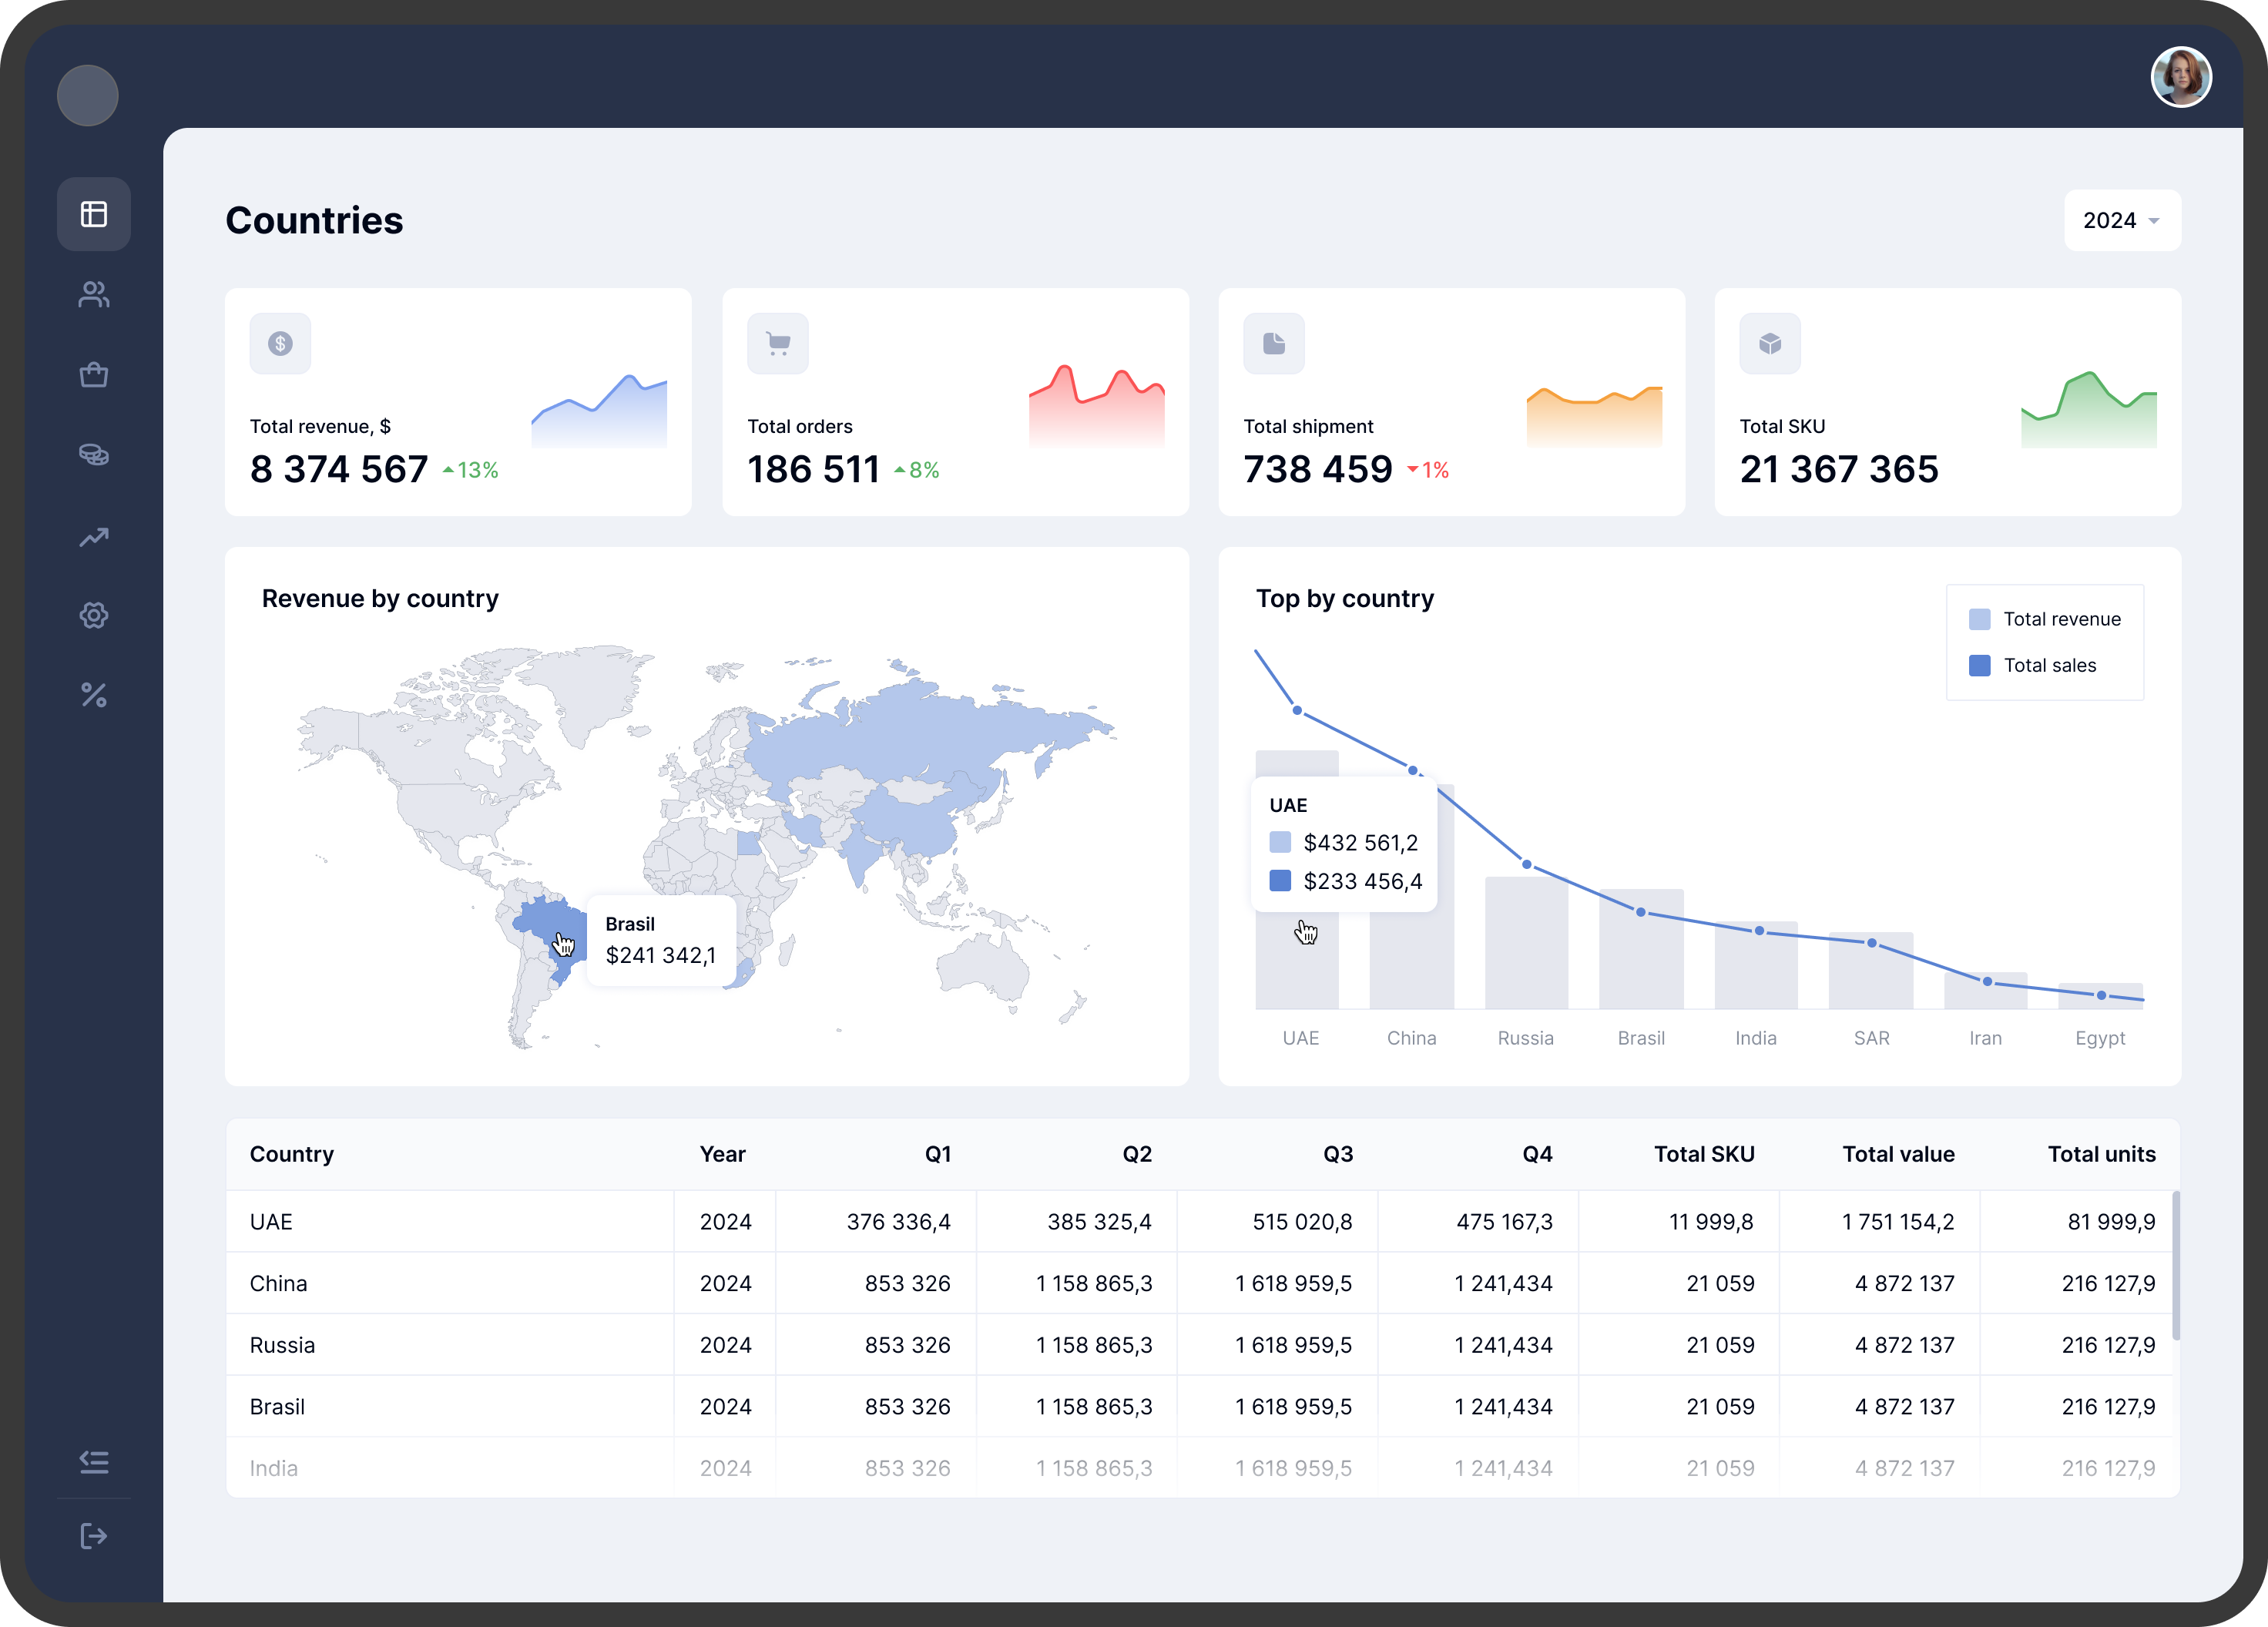 Countries
2024
Total revenue, $
8 374 567 13%
Total orders
186 511 8%
Total shipment
738 459 1%
Total SKU
21 367 365
Revenue by country
Brasil
$241 342,1
Top by country
Total revenue
Total sales
UAE
$432 561,2
$233 456,4
UAE China Russia Brasil India SAR Iran Egypt
Country Year Q1 Q2 Q3 Q4 Total SKU Total value Total units
UAE 2024 376 336,4 385 325,4 515 020,8 475 167,3 11 999,8 1 751 154,2 81 999,9
China 2024 853 326 1 158 865,3 1 618 959,5 1 241,434 21 059 4 872 137 216 127,9
Russia 2024 853 326 1 158 865,3 1 618 959,5 1 241,434 21 059 4 872 137 216 127,9
Brasil 2024 853 326 1 158 865,3 1 618 959,5 1 241,434 21 059 4 872 137 216 127,9
India 2024 853 326 1 158 865,3 1 618 959,5 1 241,434 21 059 4 872 137 216 127,9